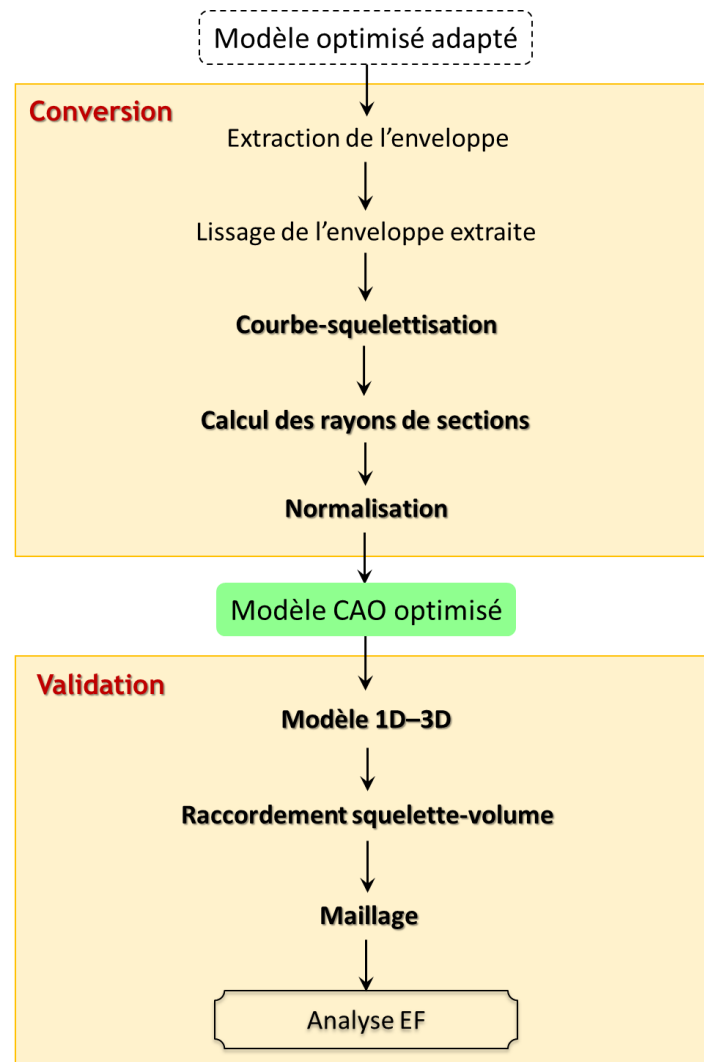 Modèle optimisé adapté
Conversion
Extraction de l’enveloppe
Lissage de l’enveloppe extraite
Courbe-squelettisation
Calcul des rayons de sections
Normalisation
Modèle CAO optimisé
Validation
Modèle 1D–3D
Raccordement squelette-volume
Maillage
Analyse EF